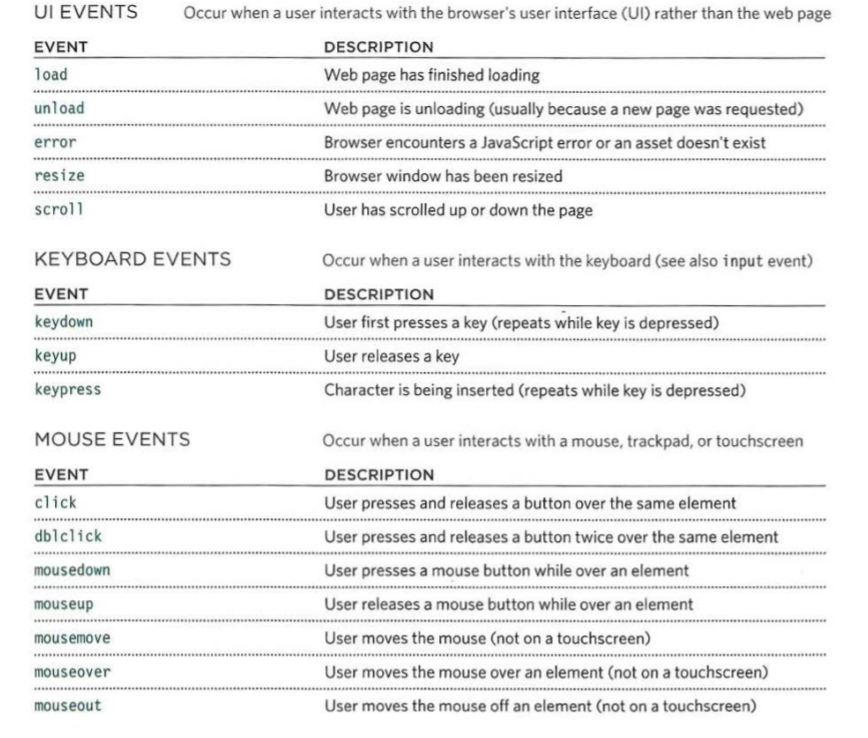 UI EVENTS Occur when a user interacts with the browser's user interface (UI) rather than the web page
EVENT DESCRIPTION
load Web page has finished loading
unload Web page is unloading (usually because a new page was requested)
error Browser encounters a JavaScript error or an asset doesn't exist
resize Browser window has been resized
scroll User has scrolled up or down the page
KEYBOARD EVENTS Occur when a user interacts with the keyboard (see also input event)
EVENT DESCRIPTION
keydown User first presses a key (repeats while key is depressed)
keyup User releases a key
keypress Character is being inserted (repeats while key is depressed)
MOUSE EVENTS Occur when a user interacts with a mouse, trackpad, or touchscreen
EVENT DESCRIPTION
click User presses and releases a button over the same element
dblclick User presses and releases a button twice over the same element
mousedown User presses a mouse button while over an element
mouseup User releases a mouse button while over an element
mousemove User moves the mouse (not on a touchscreen)
mouseover User moves the mouse over an element (not on a touchscreen)
mouseout User moves the mouse off an element (not on a touchscreen)